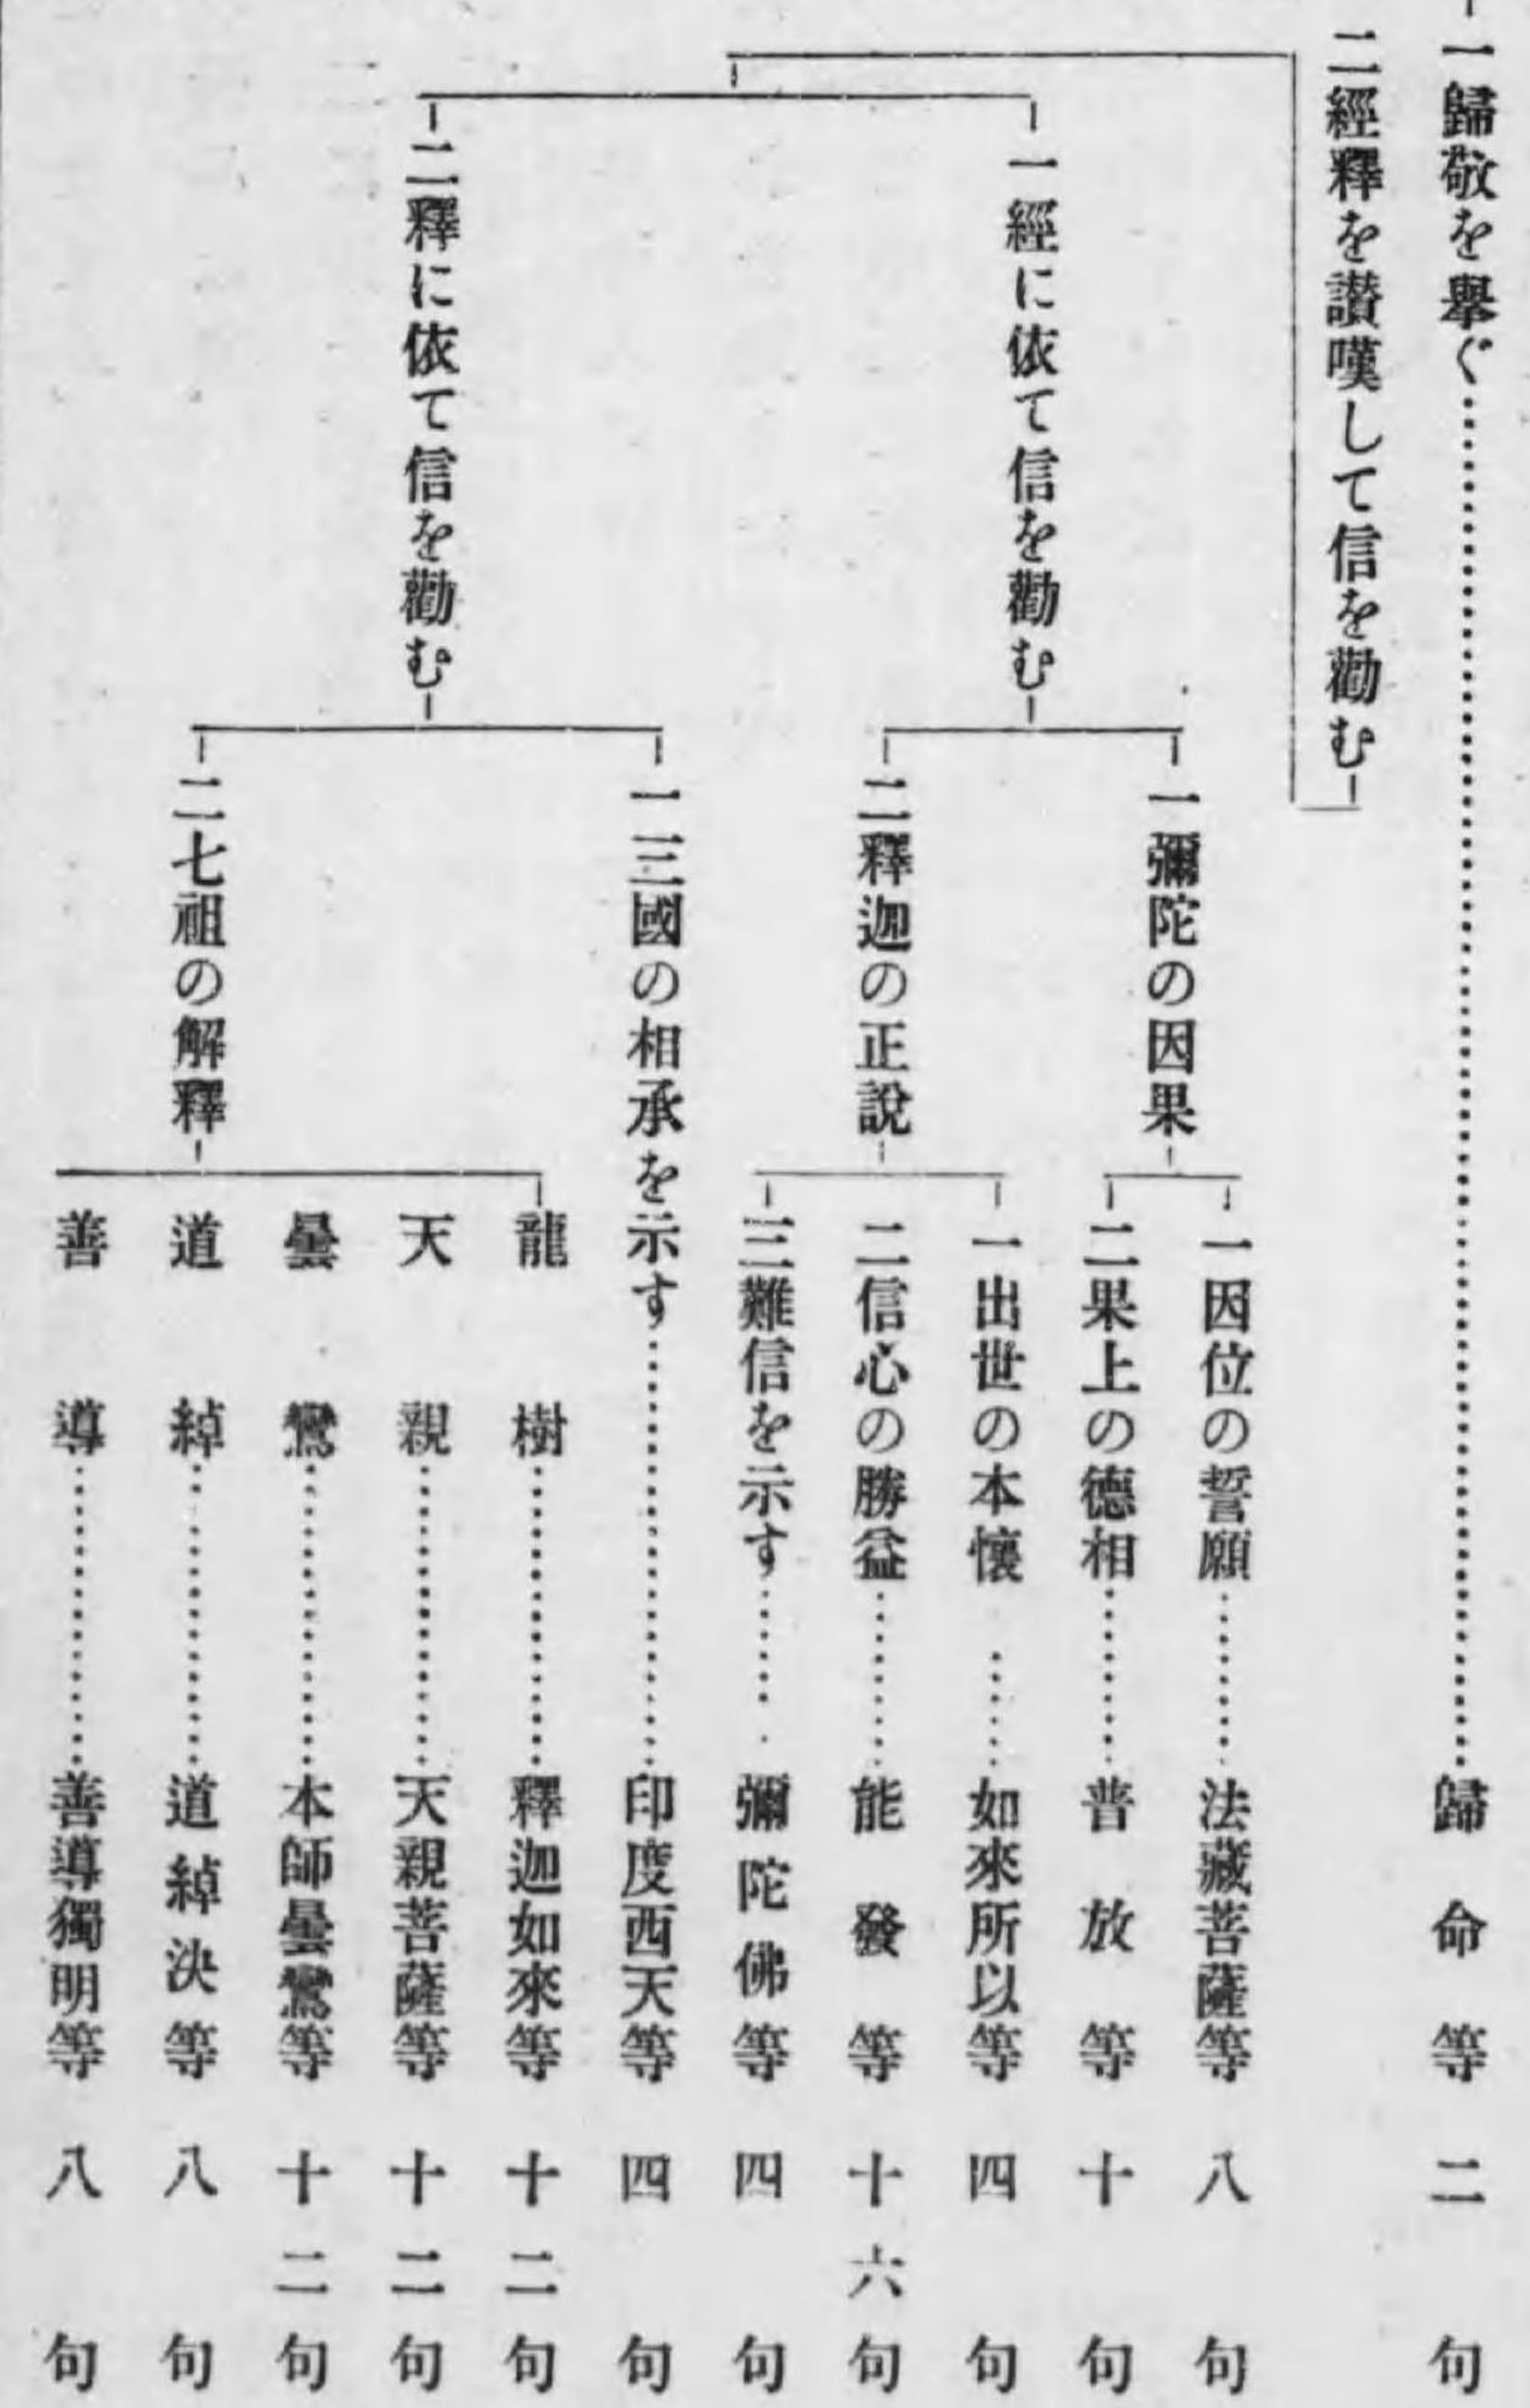 一歸敬を擧ぐ……歸命等二句
二經釋を讃嘆して信を勸む
一經に依て信を勸む
一彌陀の因果
一因位の誓願……法藏菩薩等八句
二果上の德相……普放等十句
二釋迦の正說
一出世の本懷……如來所以等四句
二信心の勝益……能發等十六句
三難信を示す……彌陀佛等四句
二釋に依て信を勸む
一三國の相承を示す……印度西天等四句
二七祖の解釋
龍樹……釋迦如來等十二句
天親……天親菩薩等十二句
曇鸞……本師曇鸞等十二句
道綽……道綽決等八句
善導……善導獨明等八句